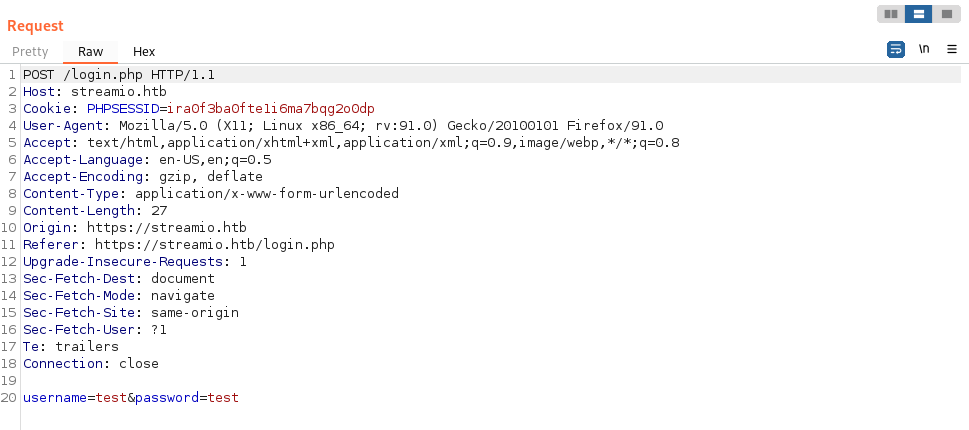 Request
Pretty Raw Hex
\n
1 POST /login.php HTTP/1.1
2 Host: streamio.htb
3 Cookie: PHPSESSID=ira0f3ba0fte1i6ma7bqg2o0dp
4 User-Agent: Mozilla/5.0 (X11; Linux x86_64; rv:91.0) Gecko/20100101 Firefox/91.0
5 Accept: text/html,application/xhtml+xml,application/xml;q=0.9,image/webp,*/*;q=0.8
6 Accept-Language: en-US,en;q=0.5
7 Accept-Encoding: gzip, deflate
8 Content-Type: application/x-www-form-urlencoded
9 Content-Length: 27
10 Origin: https://streamio.htb
11 Referer: https://streamio.htb/login.php
12 Upgrade-Insecure-Requests: 1
13 Sec-Fetch-Dest: document
14 Sec-Fetch-Mode: navigate
15 Sec-Fetch-Site: same-origin
16 Sec-Fetch-User: ?1
17 Te: trailers
18 Connection: close
19
20 username=test&password=test